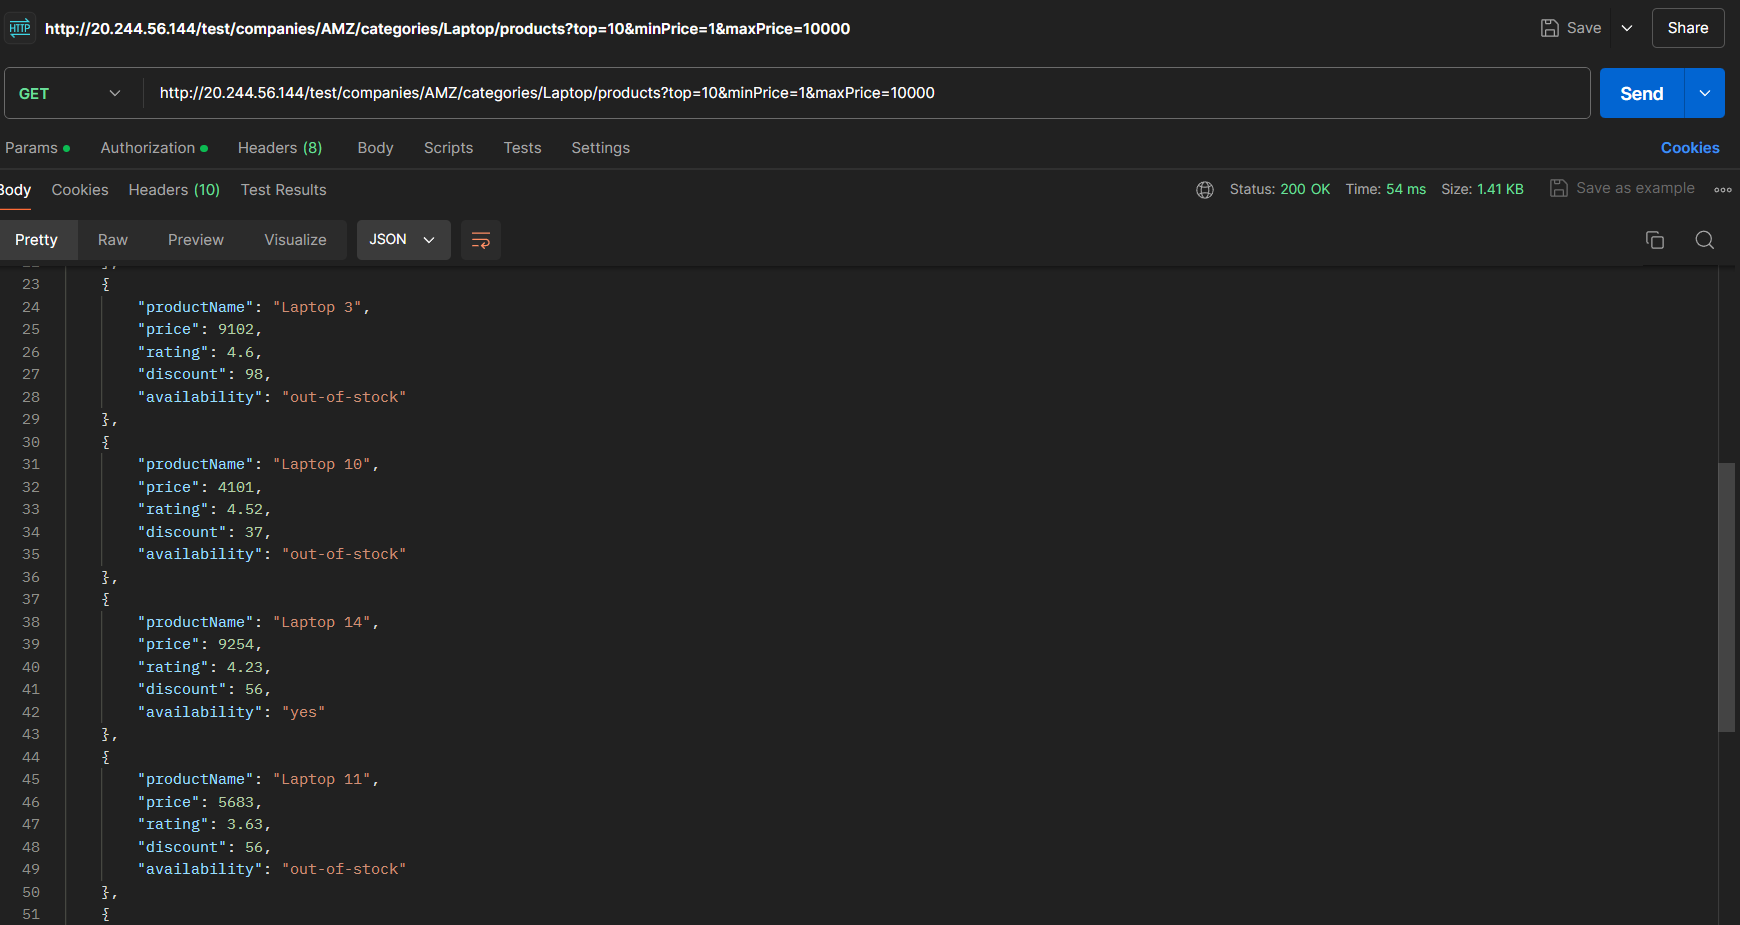 HTTP http://20.244.56.144/test/companies/AMZ/categories/Laptop/products?top=10&minPrice=1&maxPrice=10000 Save Share
GET http://20.244.56.144/test/companies/AMZ/categories/Laptop/products?top=10&minPrice=1&maxPrice=10000 Send
Params Authorization Headers (8) Body Scripts Tests Settings Cookies
Body Cookies Headers (10) Test Results Status: 200 OK Time: 54 ms Size: 1.41 KB Save as example
Pretty Raw Preview Visualize JSON
22 },
23 {
24 "productName": "Laptop 3",
25 "price": 9102,
26 "rating": 4.6,
27 "discount": 98,
28 "availability": "out-of-stock"
29 },
30 {
31 "productName": "Laptop 10",
32 "price": 4101,
33 "rating": 4.52,
34 "discount": 37,
35 "availability": "out-of-stock"
36 },
37 {
38 "productName": "Laptop 14",
39 "price": 9254,
40 "rating": 4.23,
41 "discount": 56,
42 "availability": "yes"
43 },
44 {
45 "productName": "Laptop 11",
46 "price": 5683,
47 "rating": 3.63,
48 "discount": 56,
49 "availability": "out-of-stock"
50 },
51 {